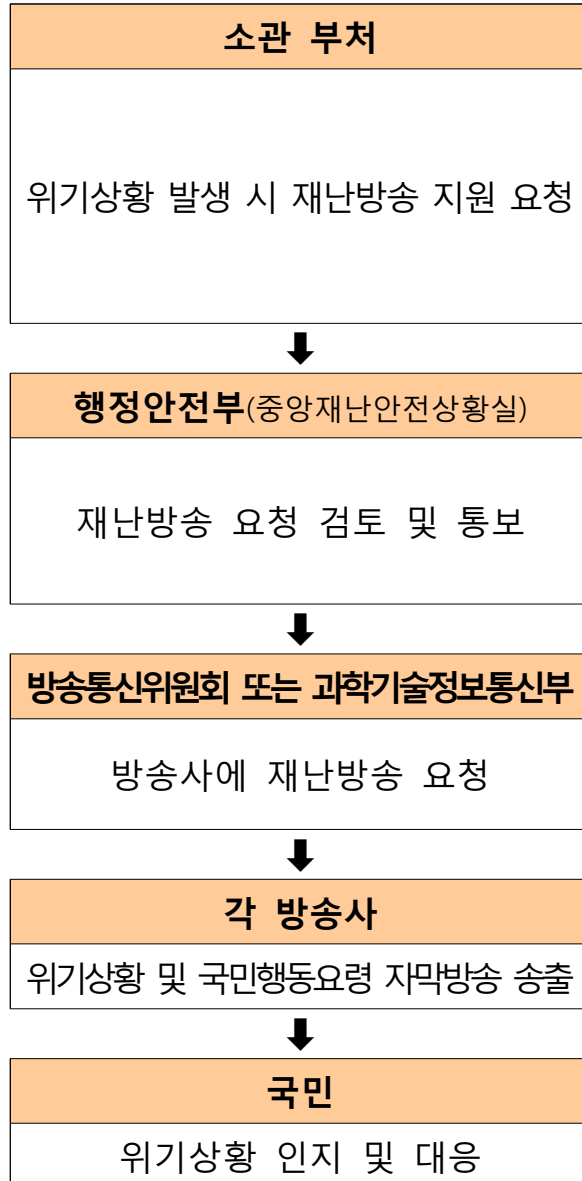 소관 부처
위기상황 발생 시 재난방송 지원 요청
행정안전부(중앙재난안전상황실)
재난방송 요청 검토 및 통보
방송통신위원회 또는 과학기술정보통신부
방송사에 재난방송 요청
각 방송사
위기상황 및 국민행동요령 자막방송 송출
국민
위기상황 인지 및 대응